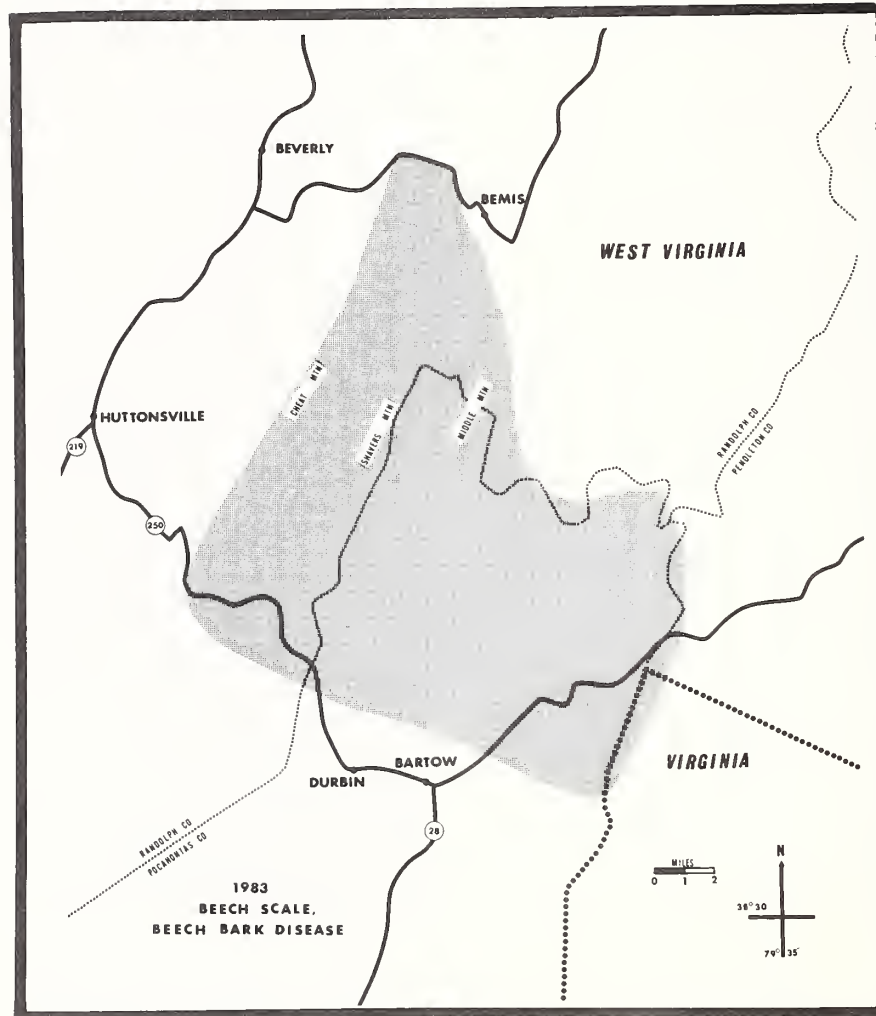 BEVERLY
BEMIS
WEST VIRGINIA
CHEAT MTN
SHAVERS MTN
MIDDLE MTN
HUTTONSVILLE
219
250
RANDOLPH CO
PENDLETON CO
VIRGINIA
BARTOW
DURBIN
28
RANDOLPH CO
POCAHONTAS CO
MILES
0 1 2
N
38° 30
79° 35'
1983
BEECH SCALE,
BEECH BARK DISEASE